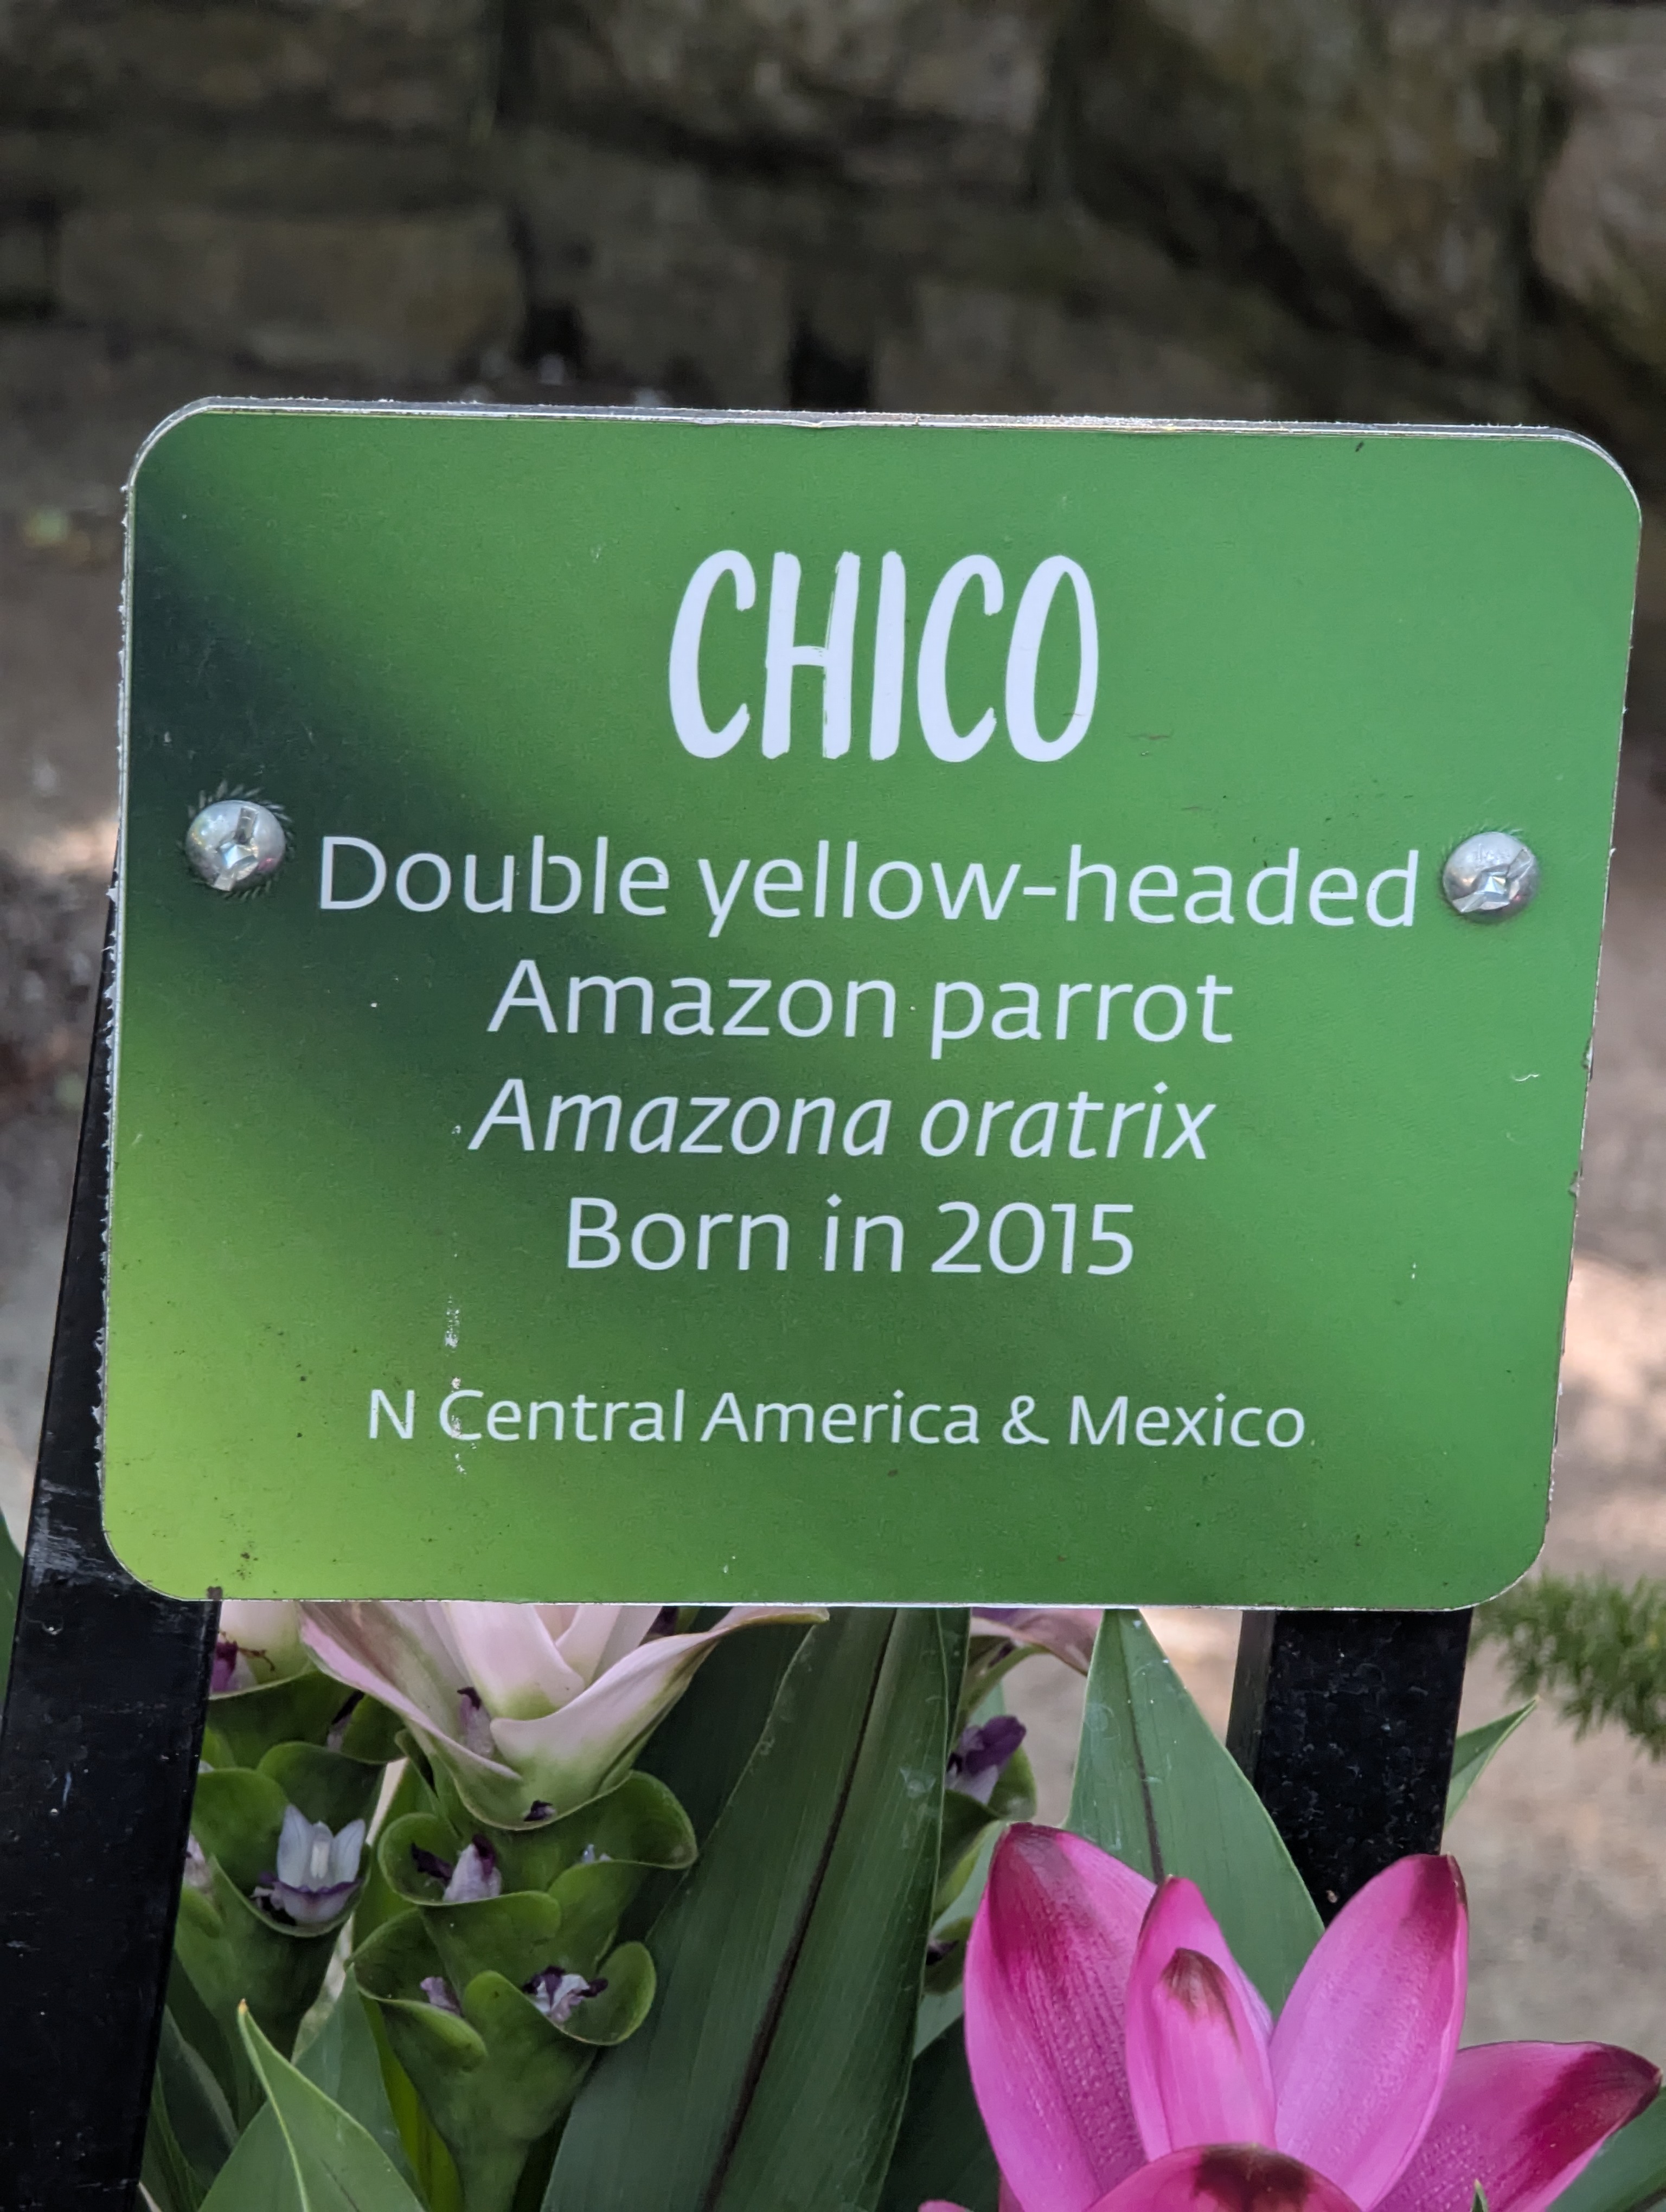 CHICO
Double yellow-headed
Amazon parrot
Amazona oratrix
Born in 2015
N Central America & Mexico